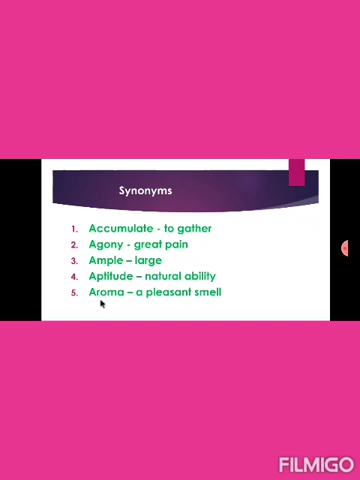 Synonyms
1. Accumulate - to gather
2. Agony - great pain
3. Ample – large
4. Aptitude – natural ability
5. Aroma – a pleasant smell
FILMIGO